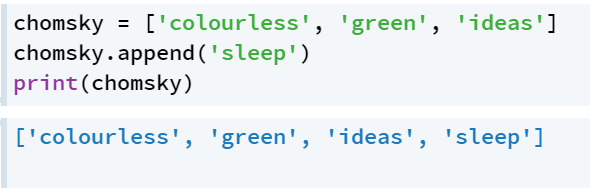 chomsky = ['colourless', 'green', 'ideas']
chomsky.append('sleep')
print(chomsky)
['colourless', 'green', 'ideas', 'sleep']